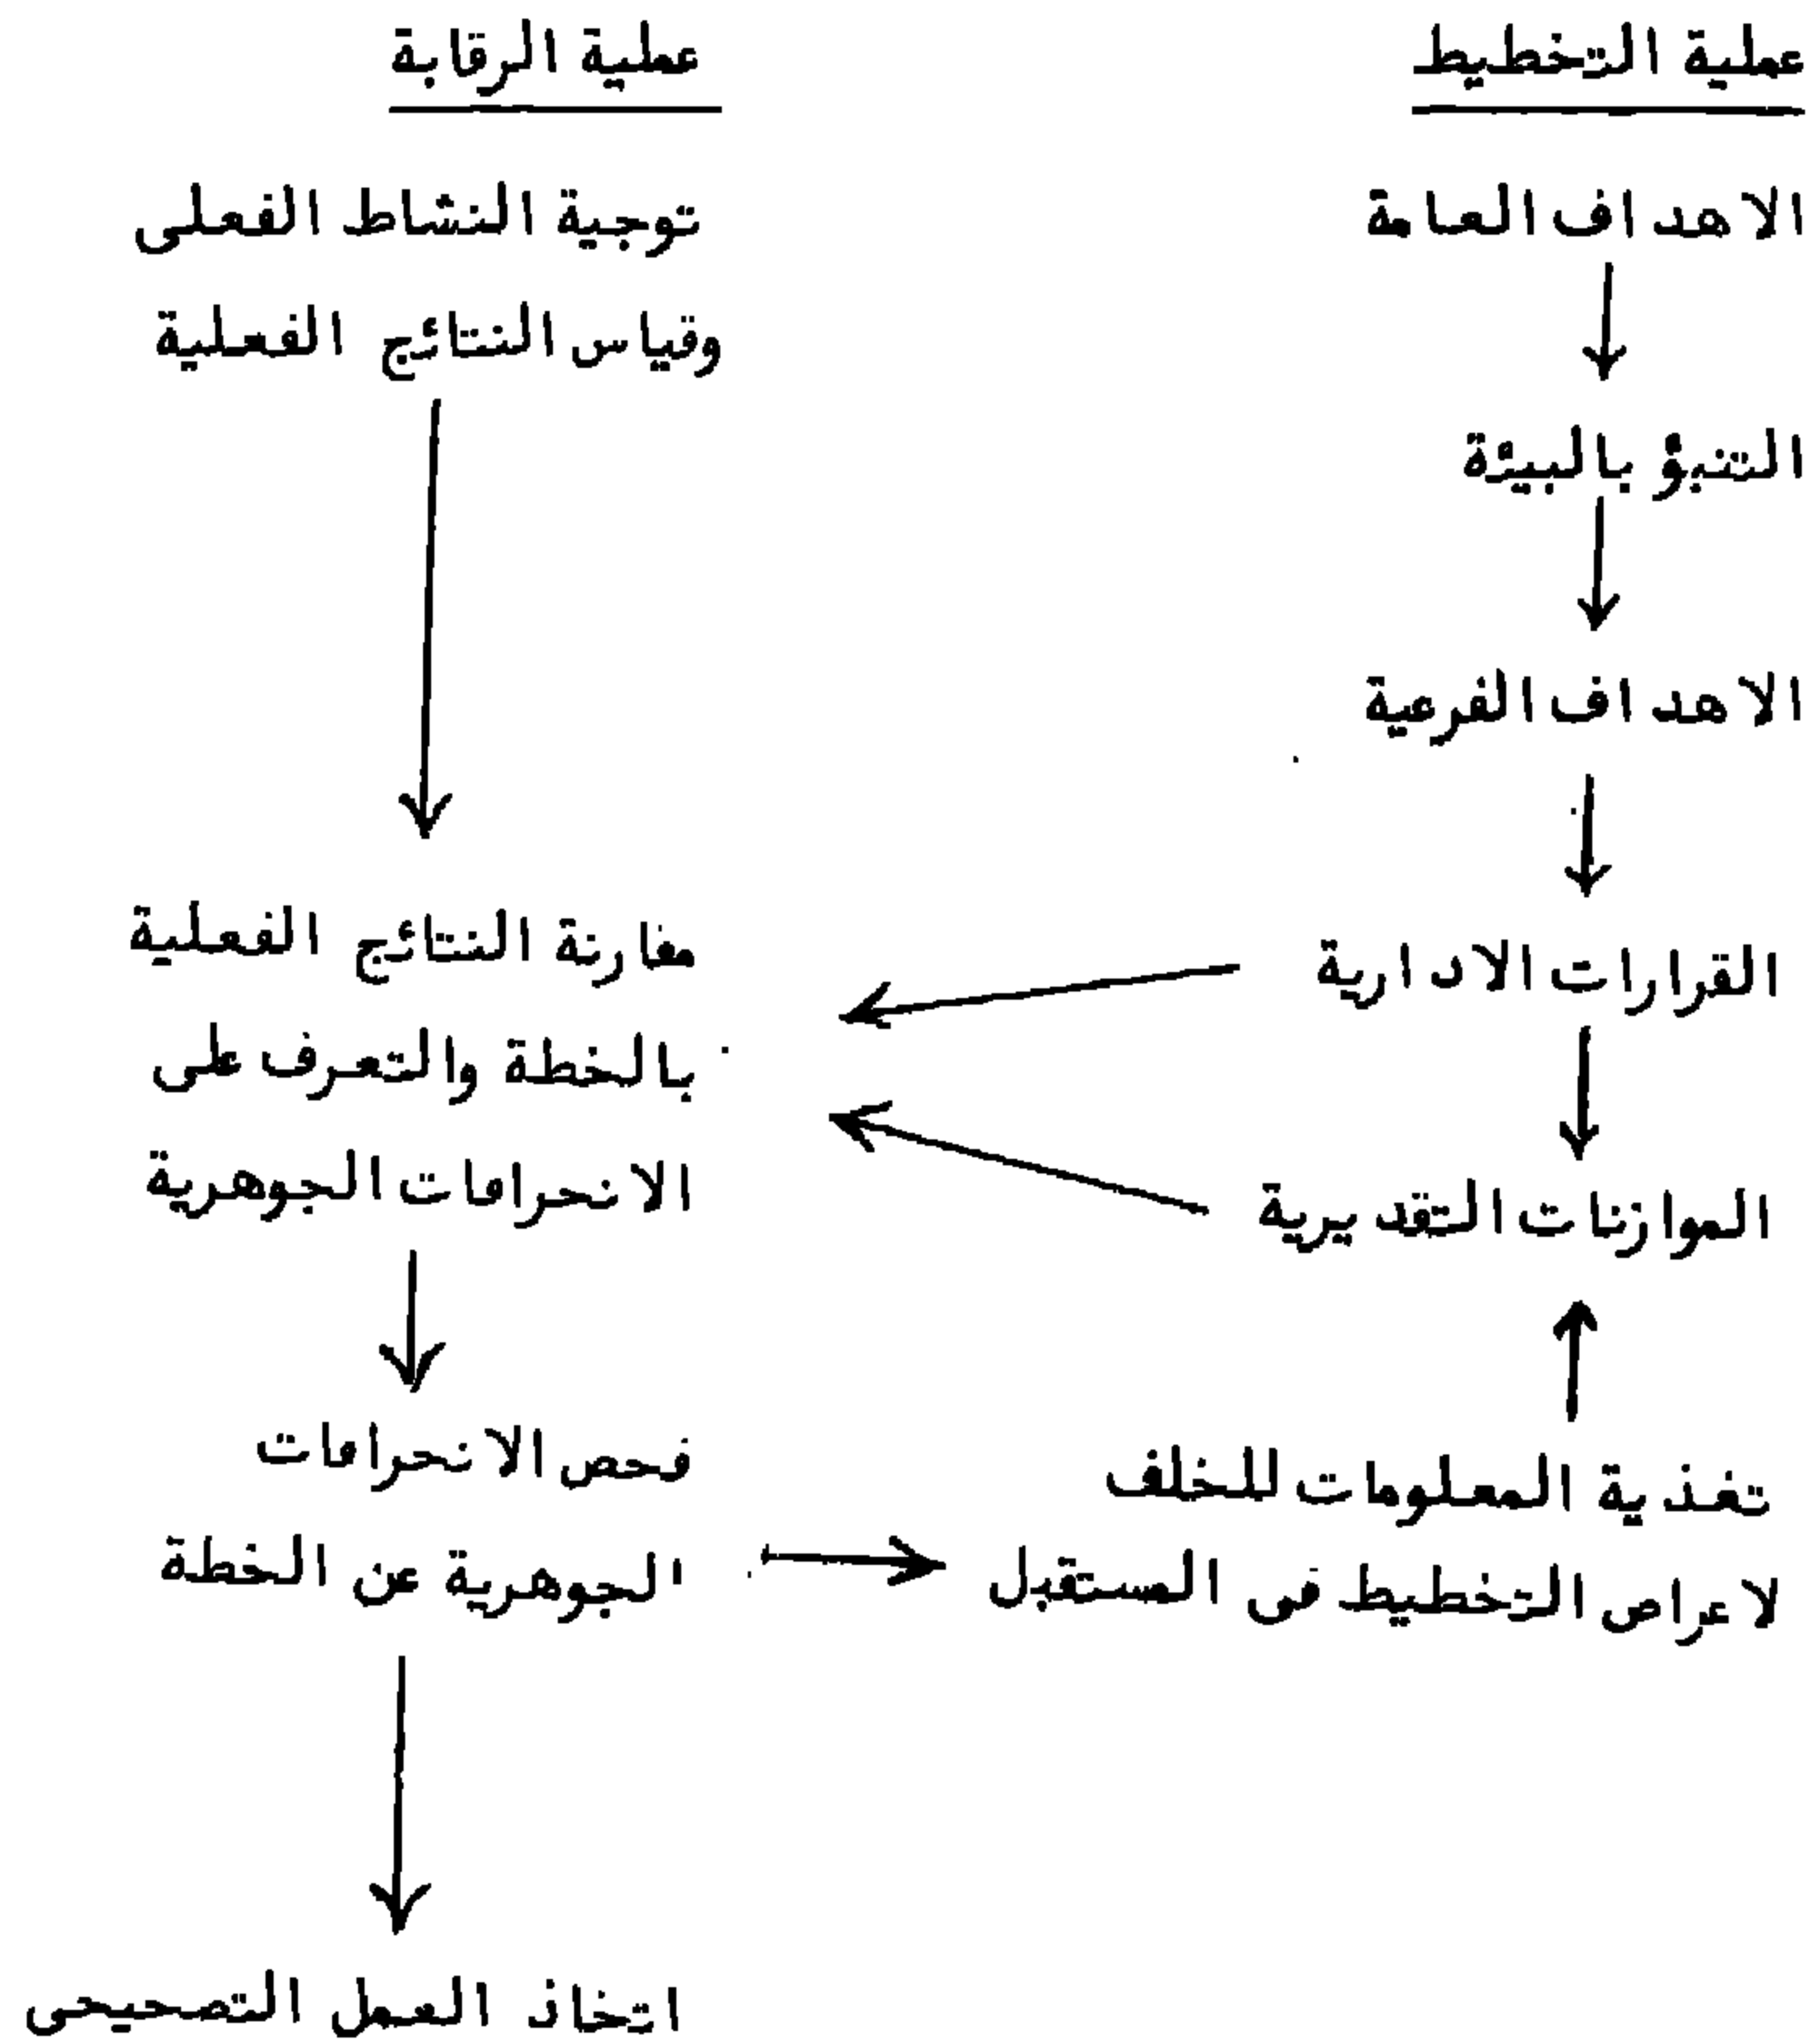 عملية التخطيط
الاهداف العامة
التنبؤ بالبيئة
الاهداف الفرعية
القرارات الادارية
الموازنات التقديرية
تغذية المعلومات للخلف
لاغراض التخطيط فى المستقبل
عملية الرقابة
توجية النشاط الفعلى
وقياس النتائج الفعلية
مقارنة النتائج الفعلية
بالخطة والتعرف على
الانحرافات الجوهرية
فحص الانحرافات
الجوهرية عن الخطة
اتخاذ العمل التصحيحى